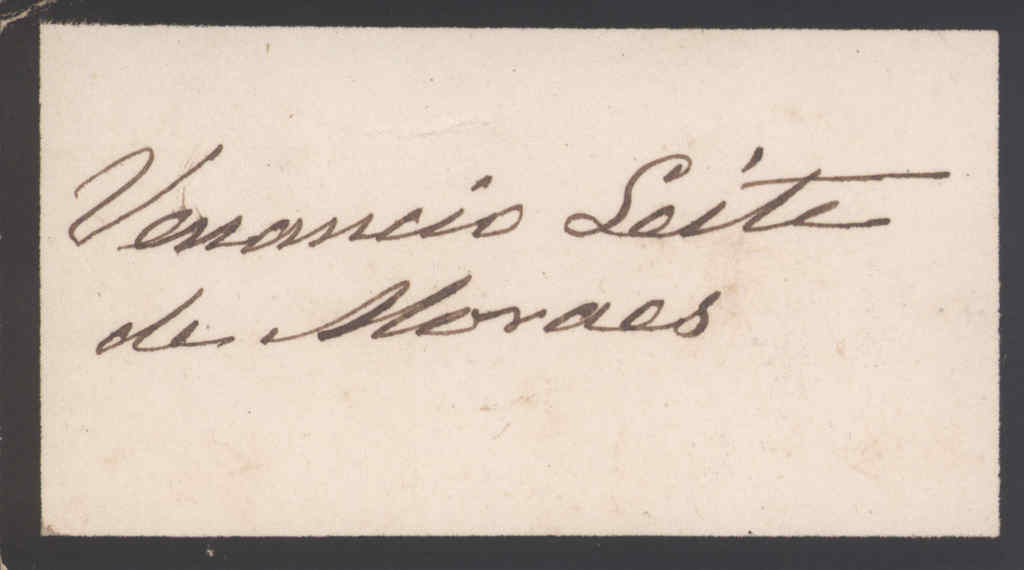 Venancio Leite
de Moraes